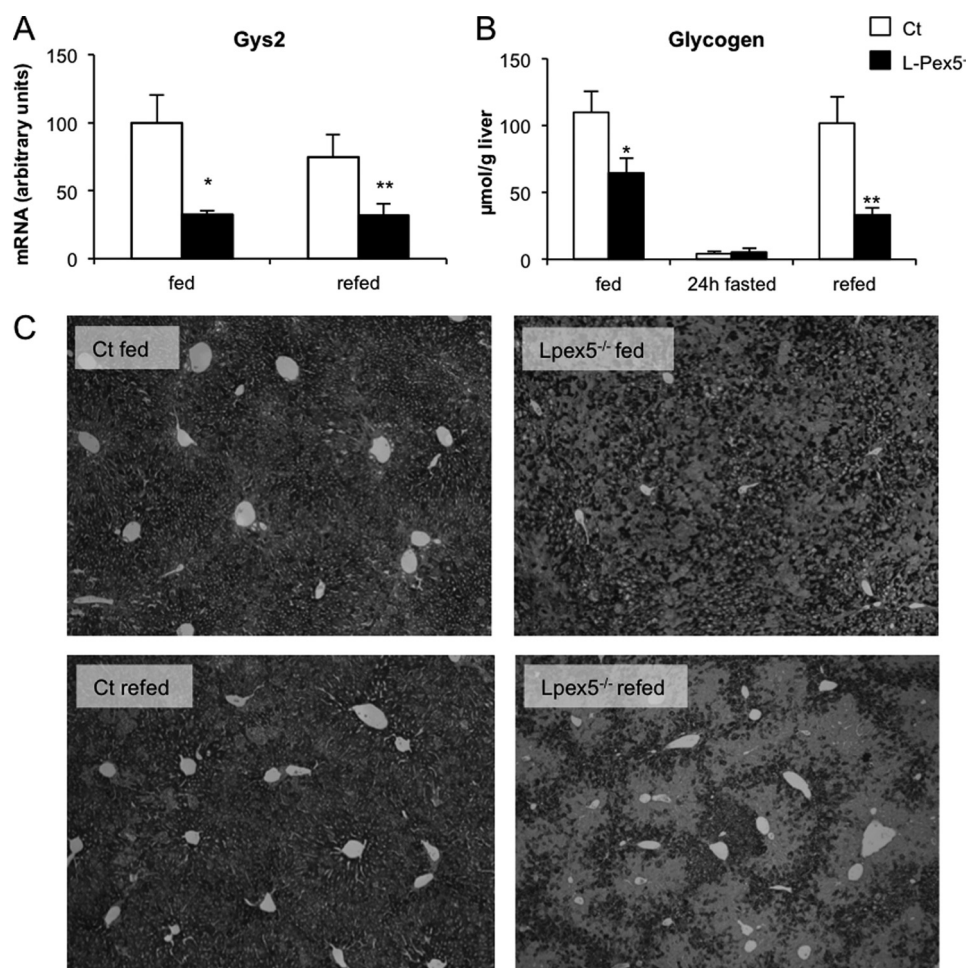 A
Gys2
mRNA (arbitrary units)
150
100
50
0
*
**
fed
refed
B
Glycogen
Ct
L-Pex5-
µmol/g liver
150
100
50
0
*
**
fed
24h fasted
refed
C
Ct fed
Lpex5-/- fed
Ct refed
Lpex5-/- refed